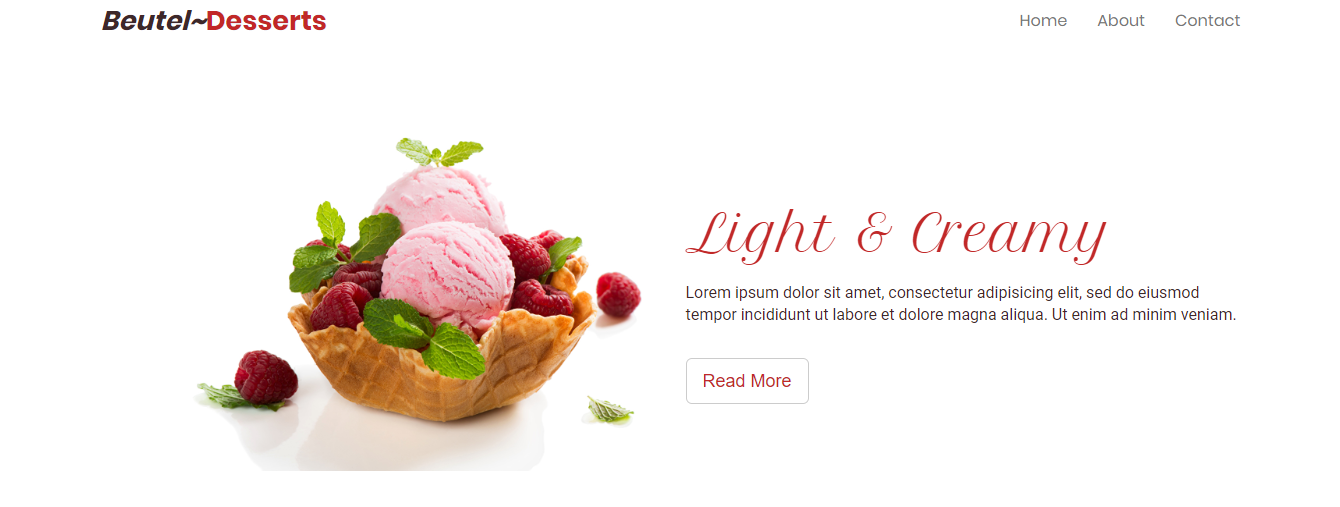 Beutel~Desserts
Home About Contact
Light & Creamy
Lorem ipsum dolor sit amet, consectetur adipisicing elit, sed do eiusmod
tempor incididunt ut labore et dolore magna aliqua. Ut enim ad minim veniam.
Read More